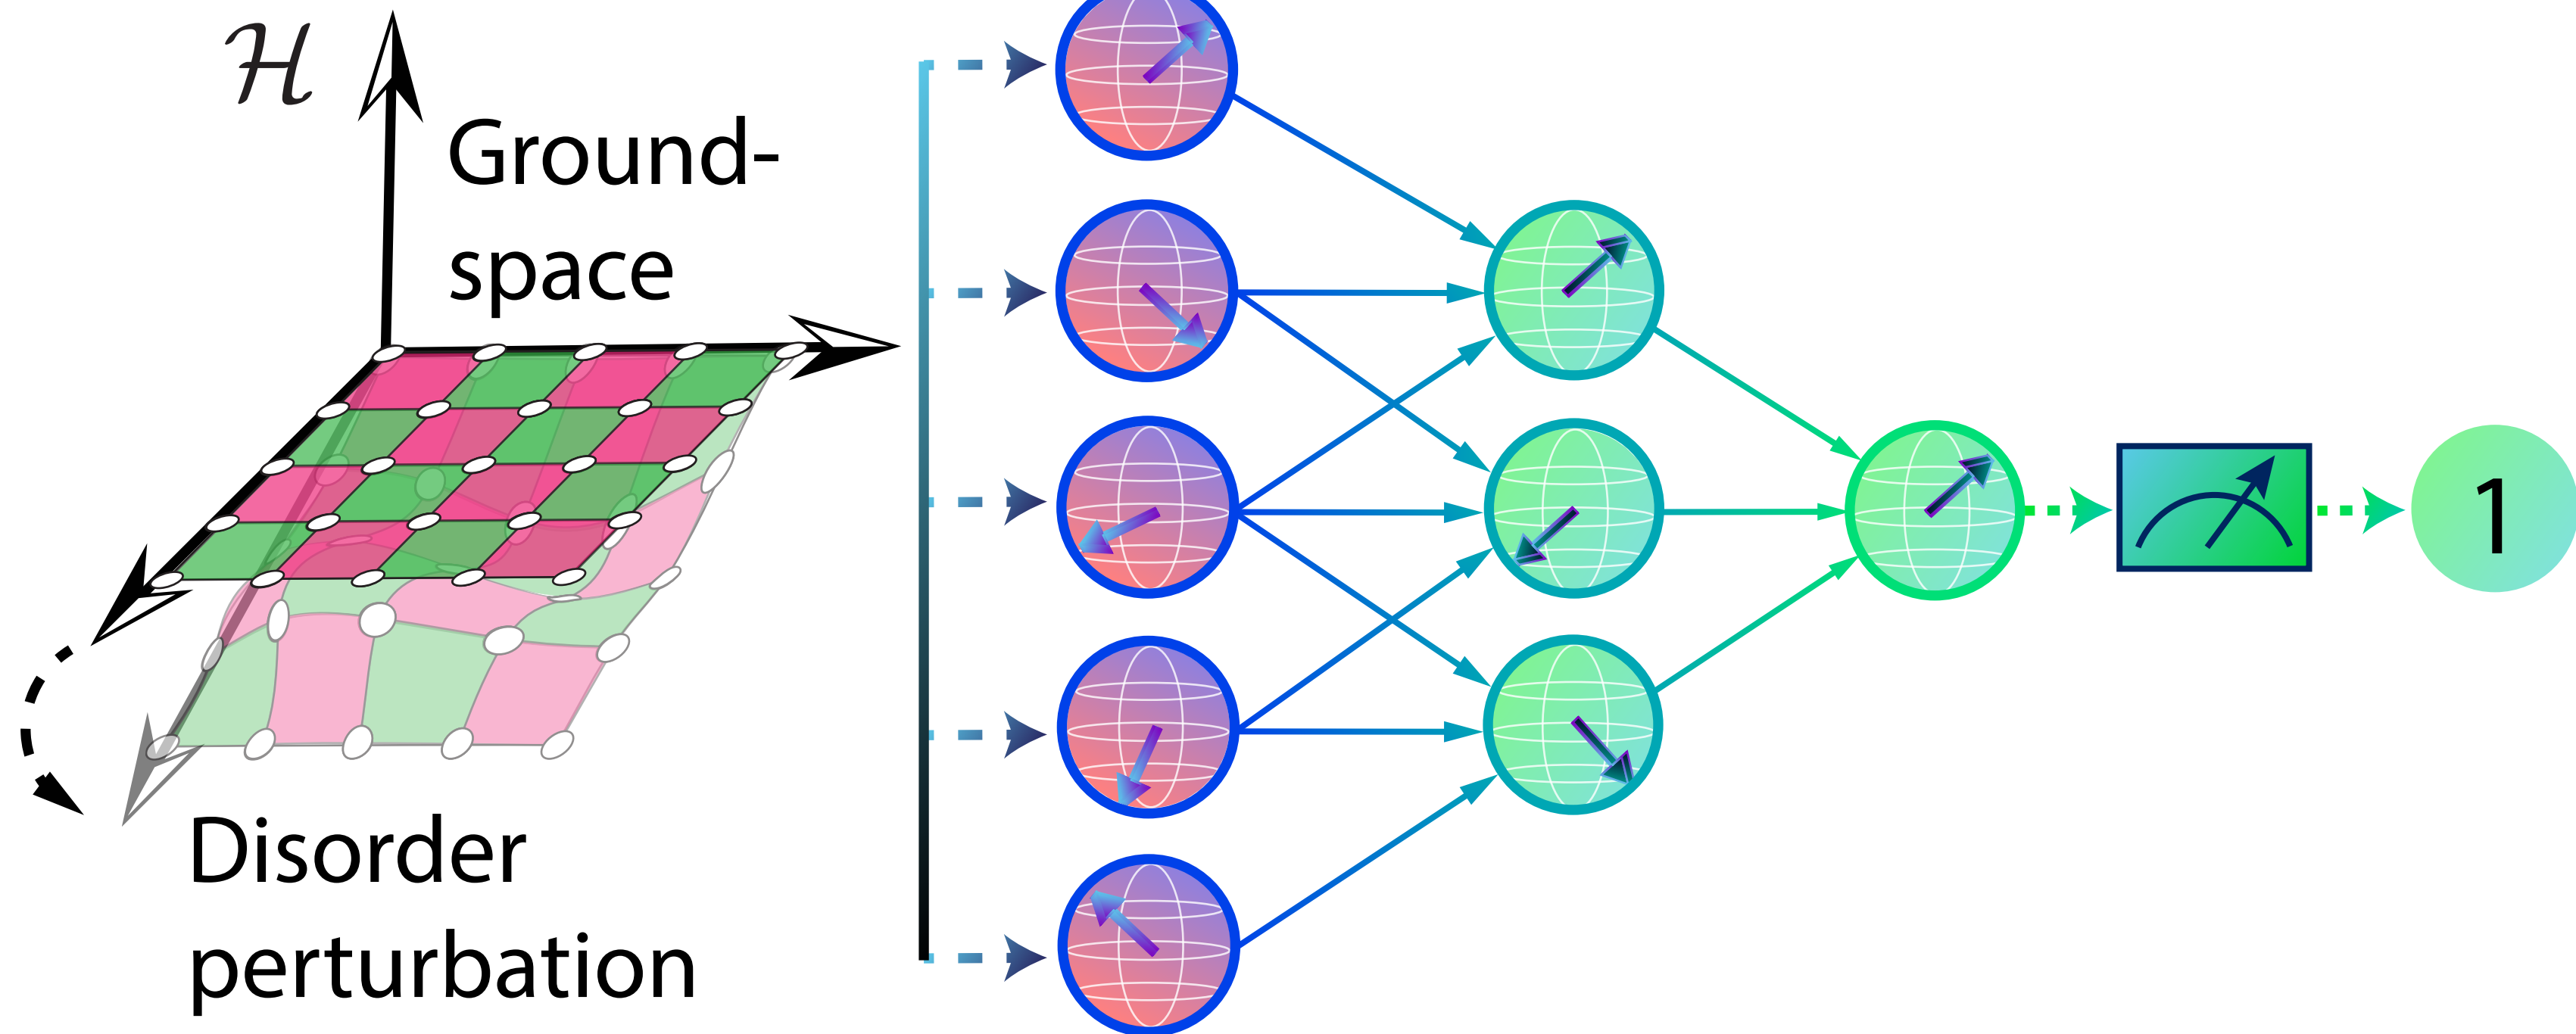 ℋ
Ground-
space
Disorder
perturbation
1